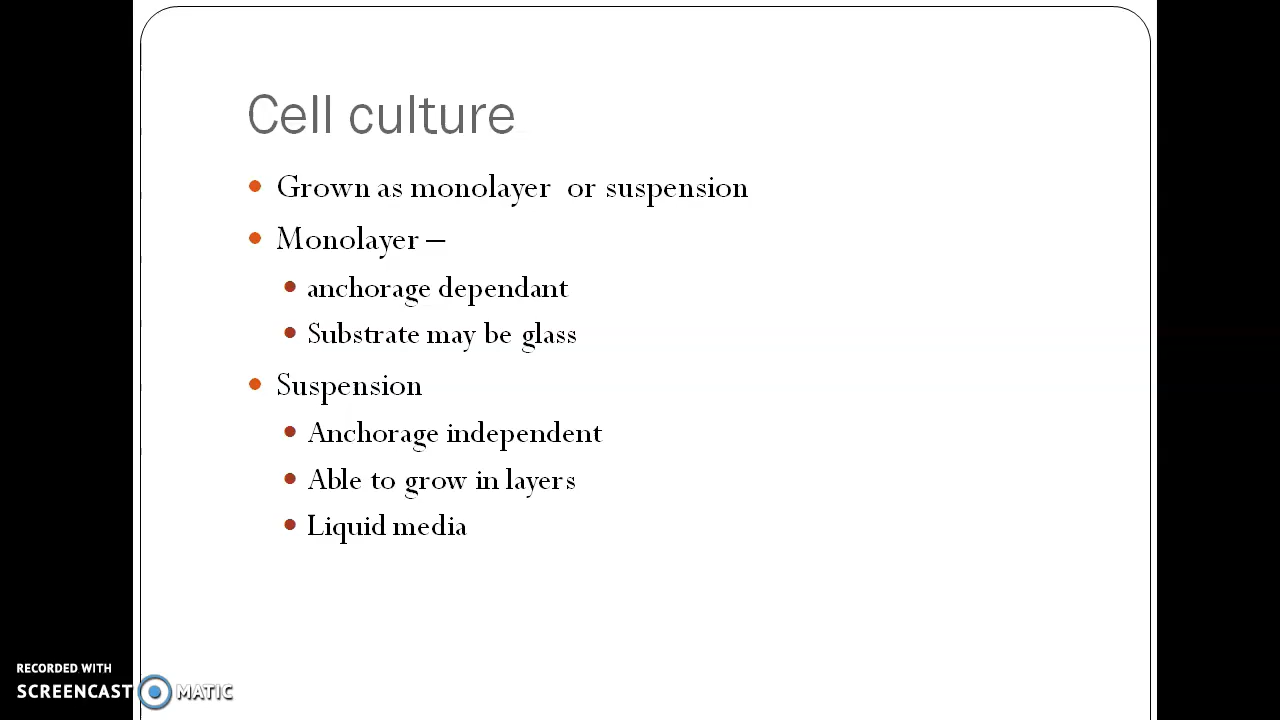 Cell culture
Grown as monolayer or suspension
Monolayer –
anchorage dependant
Substrate may be glass
Suspension
Anchorage independent
Able to grow in layers
Liquid media
RECORDED WITH
SCREENCAST MATIC